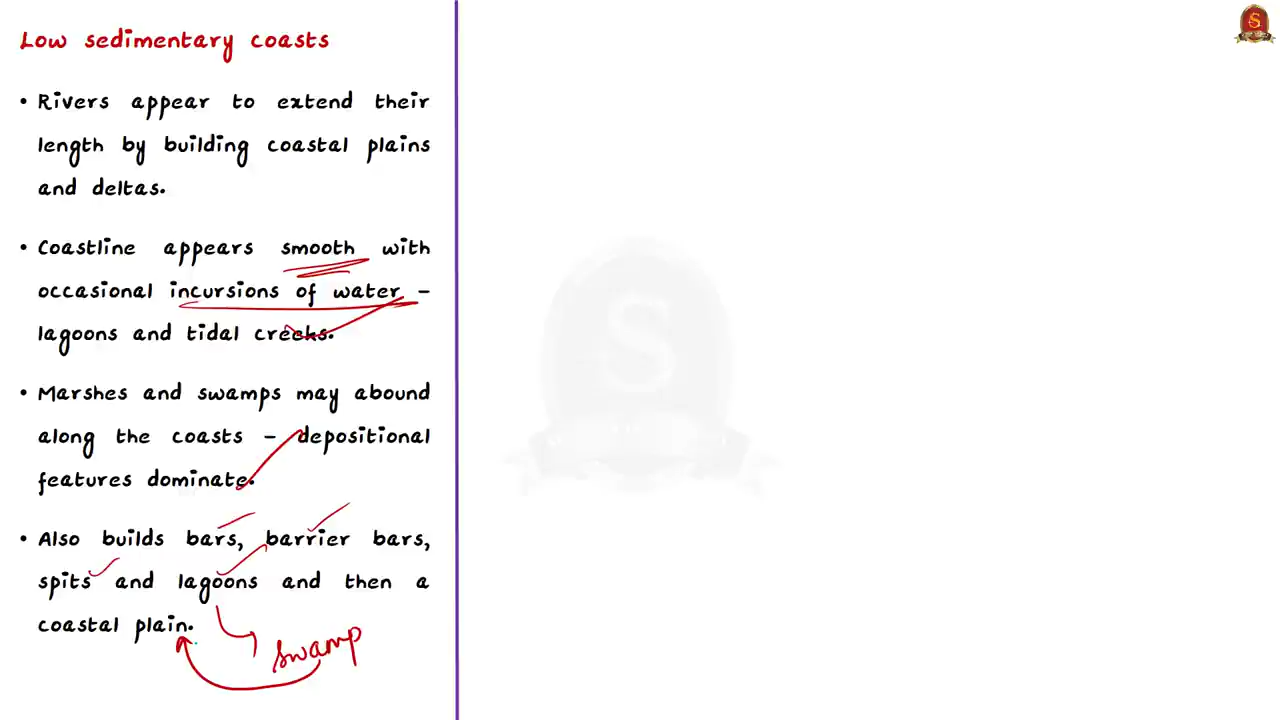 Low sedimentary coasts
• Rivers appear to extend their
length by building coastal plains
and deltas.
• Coastline appears smooth with
occasional incursions of water -
lagoons and tidal creeks.
• Marshes and swamps may abound
along the coasts - depositional
features dominate.
• Also builds bars, barrier bars,
spits and lagoons and then a
coastal plain.
swamp
S
S